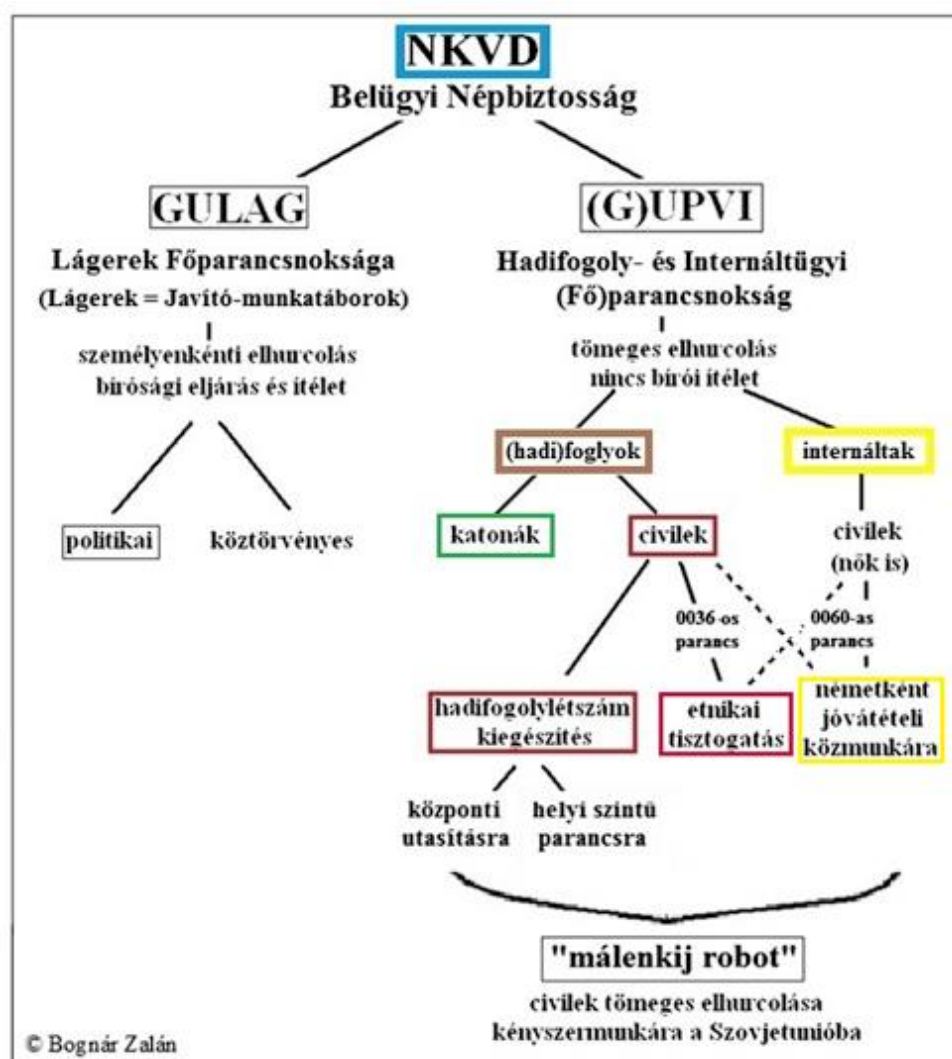 NKVD
Belügyi Népbiztosság
GULAG
Lágerek Főparancsnoksága
(Lágerek = Javító-munkatáborok)
személyenkénti elhurcolás
bírósági eljárás és ítélet
politikai
köztörvényes
(G)UPVI
Hadifogoly- és Internáltügyi
(Fő)parancsnokság
tömeges elhurcolás
nincs bírói ítélet
(hadi)foglyok
internáltak
katonák
civilek
civilek
(nők is)
0036-os
parancs
0060-as
parancs
hadifogolylétszám
kiegészítés
etnikai
tisztogatás
németként
jóvátételi
közmunkára
központi
utasításra
helyi szintű
parancsra
"málenkij robot"
civilek tömeges elhurcolása
kényszermunkára a Szovjetunióba
© Bognár Zalán